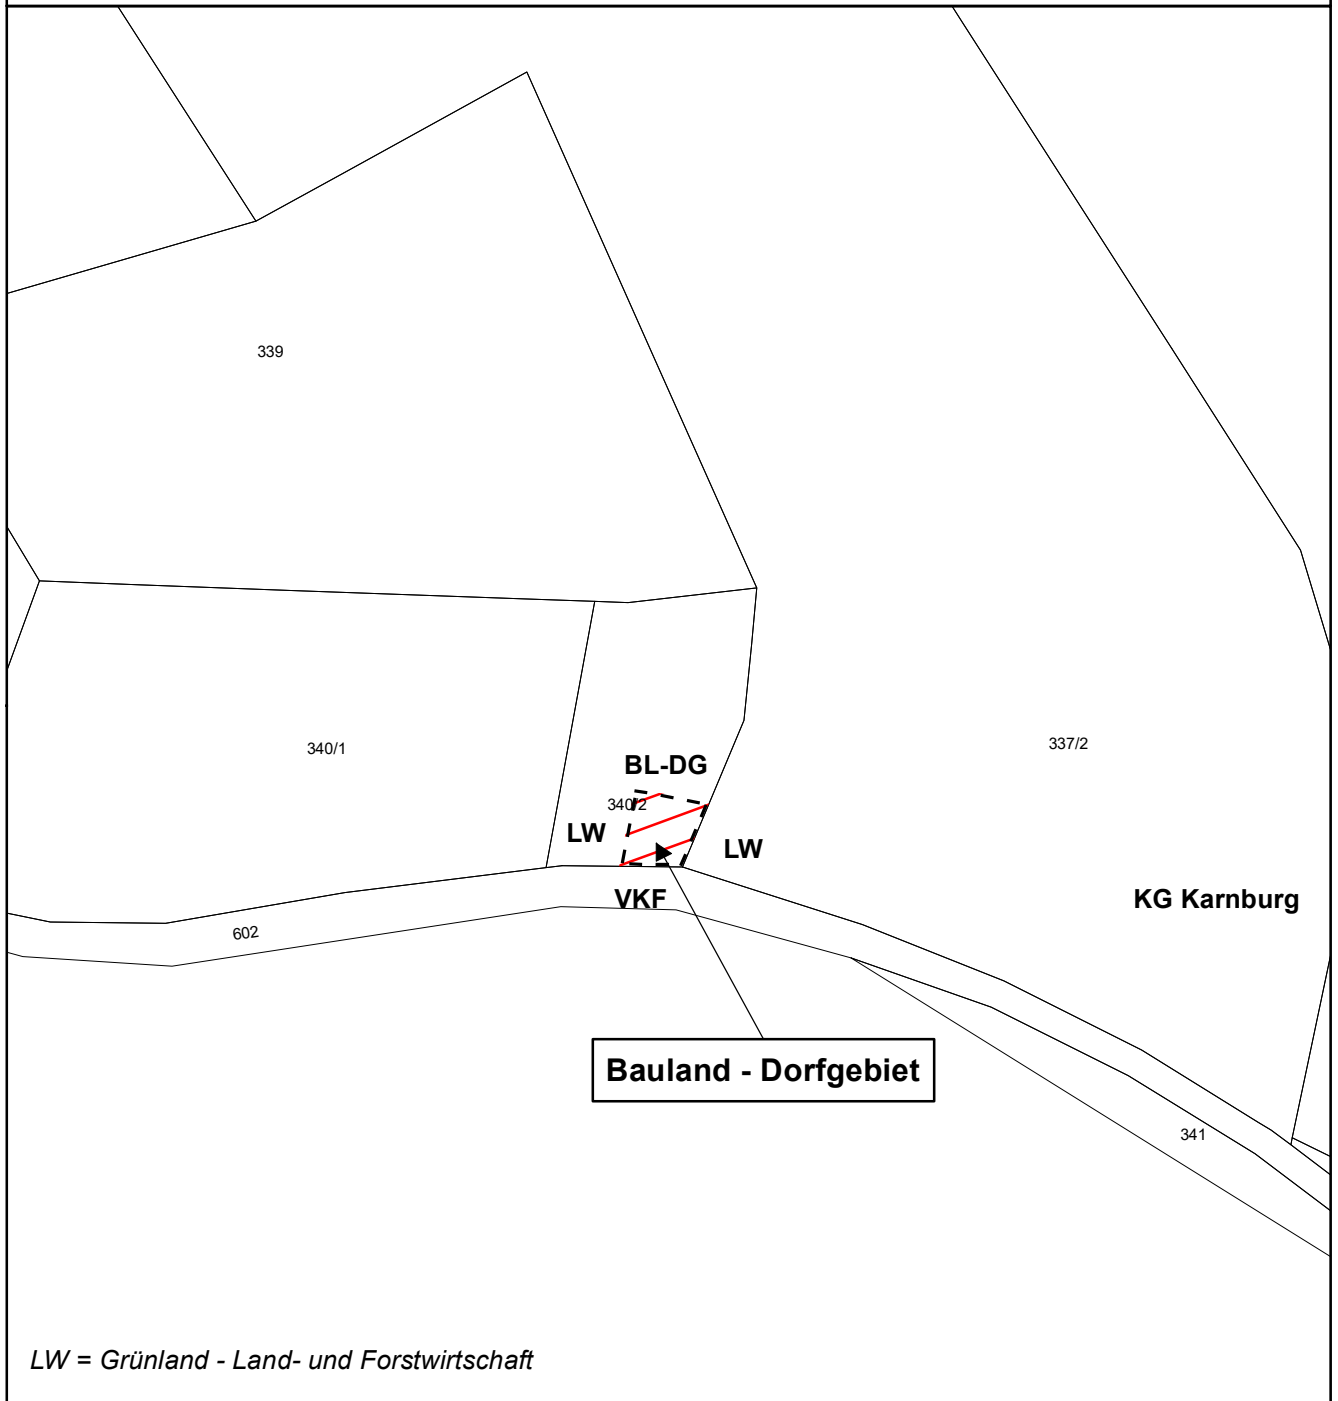 339
340/1
337/2
BL-DG
340/2
LW
LW
VKF
KG Karnburg
602
Bauland - Dorfgebiet
341
LW = Grünland - Land- und Forstwirtschaft